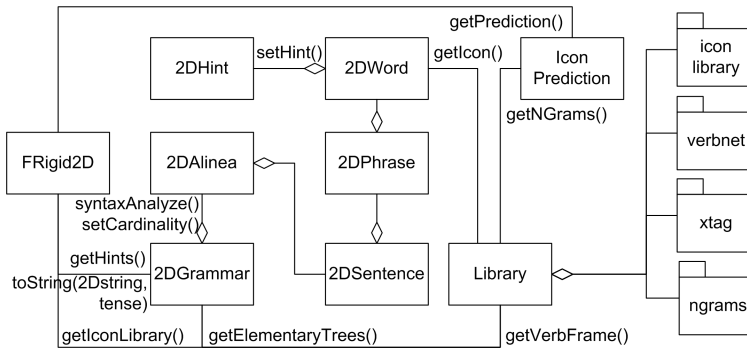 getPrediction()
2DHint
setHint()
2DWord
getIcon()
Icon
Prediction
icon
library
getNGrams()
verbnet
FRigid2D
2DAlinea
2DPhrase
syntaxAnalyze()
setCardinality()
xtag
getHints()
2DGrammar
2DSentence
Library
toString(2Dstring,
tense)
ngrams
getIconLibrary()
getElementaryTrees()
getVerbFrame()